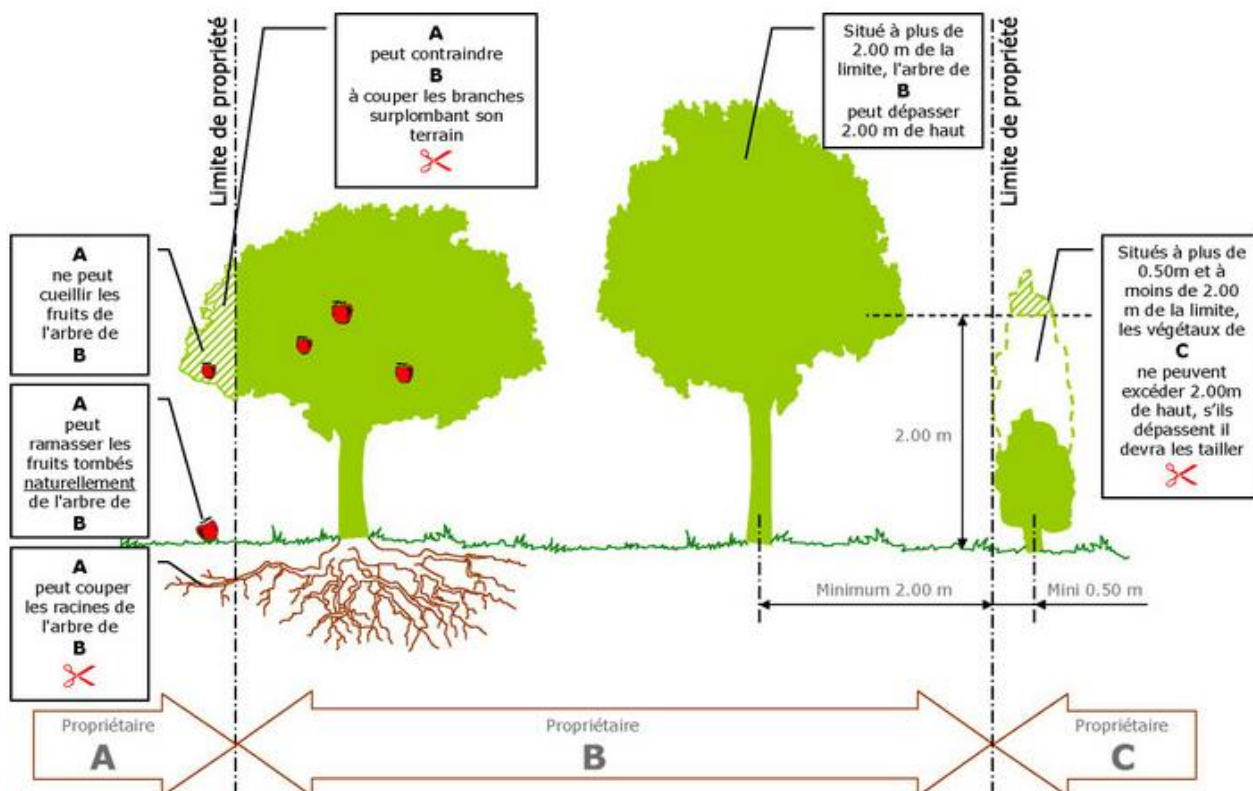 Limite de propriété
A
peut contraindre
B
à couper les branches
surplombant son
terrain
Situé à plus de
2.00 m de la
limite, l'arbre de
B
peut dépasser
2.00 m de haut
Limite de propriété
A
ne peut
cueillir les
fruits de
l'arbre de
B
Situés à plus de
0.50m et à
moins de 2.00
m de la limite,
les végétaux de
C
ne peuvent
excéder 2.00m
de haut, s'ils
dépassent il
devra les tailler
A
peut
ramasser les
fruits tombés
naturellement
de l'arbre de
B
2.00 m
A
peut couper
les racines de
l'arbre de
B
Minimum 2.00 m
Mini 0.50 m
Propriétaire
A
Propriétaire
B
Propriétaire
C